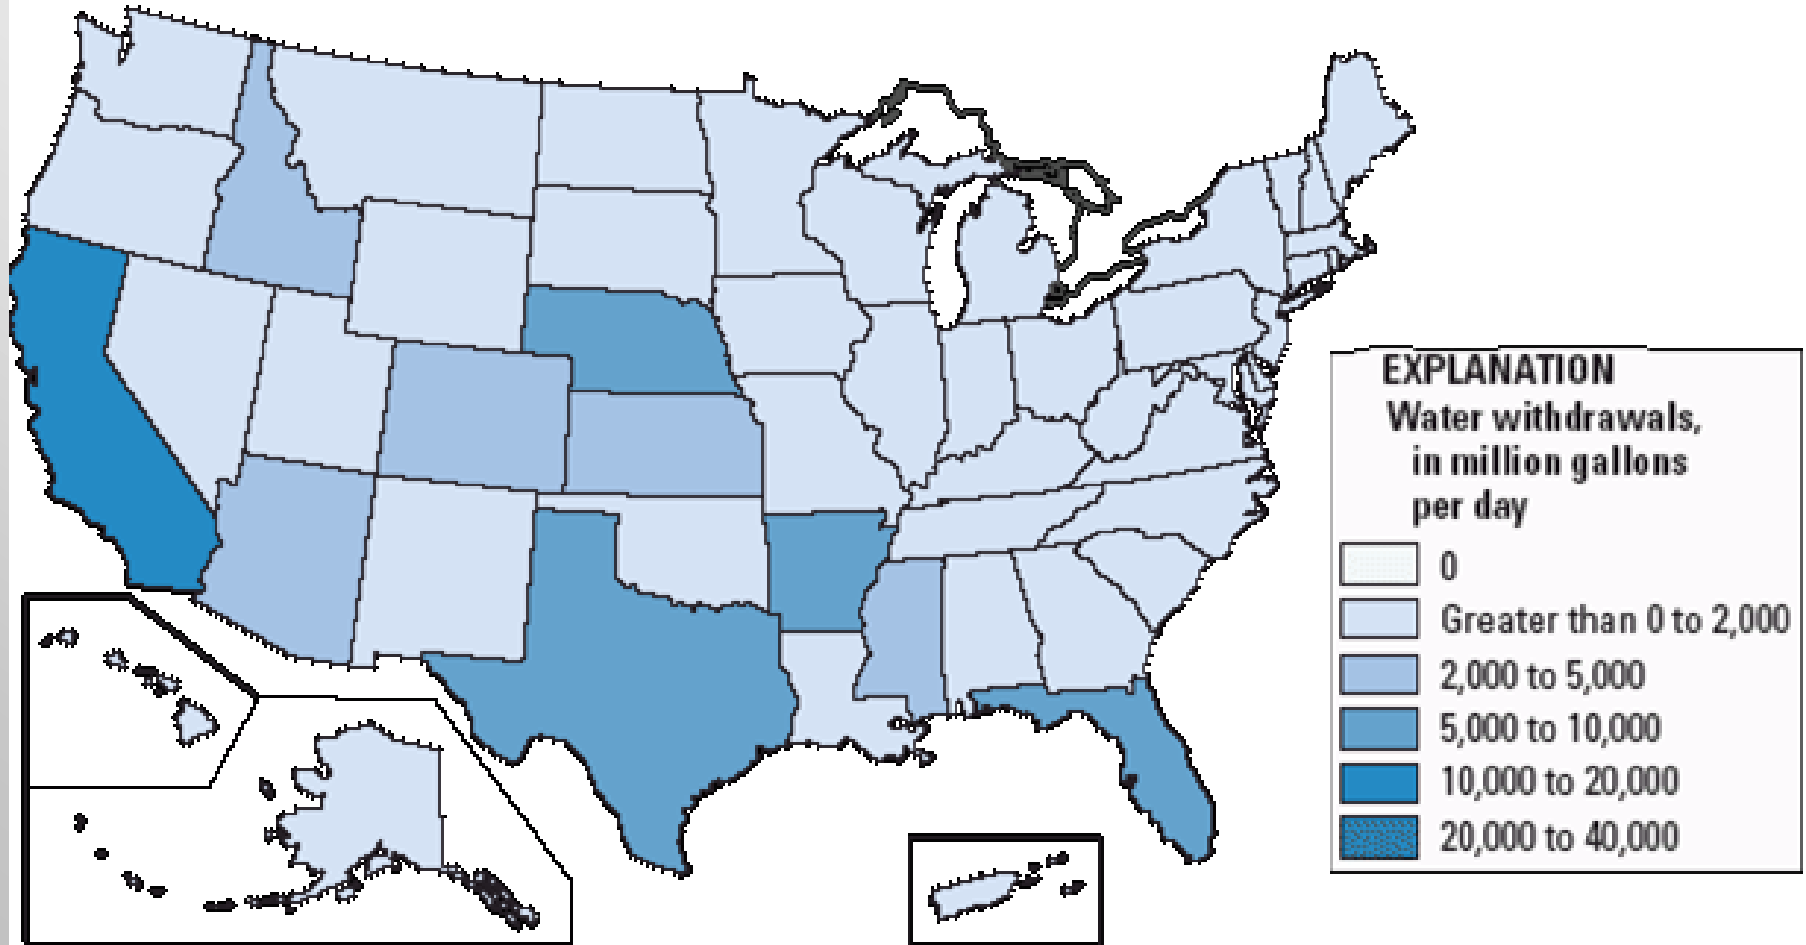 EXPLANATION
Water withdrawals,
in million gallons
per day
0
Greater than 0 to 2,000
2,000 to 5,000
5,000 to 10,000
10,000 to 20,000
20,000 to 40,000